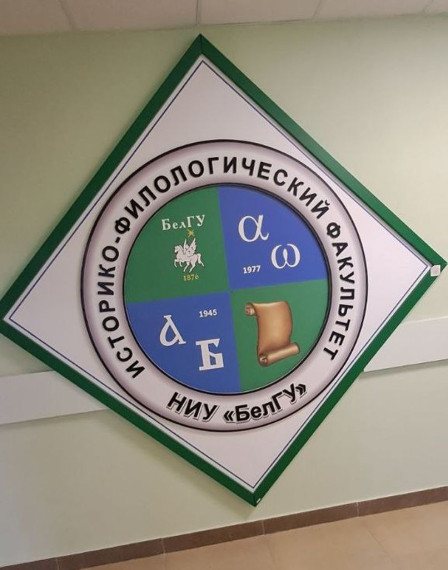 ИСТОРИКО-ФИЛОЛОГИЧЕСКИЙ ФАКУЛЬТЕТ
БелГУ
1876
α ω
1977
1945
А Б
НИУ «БелГУ»